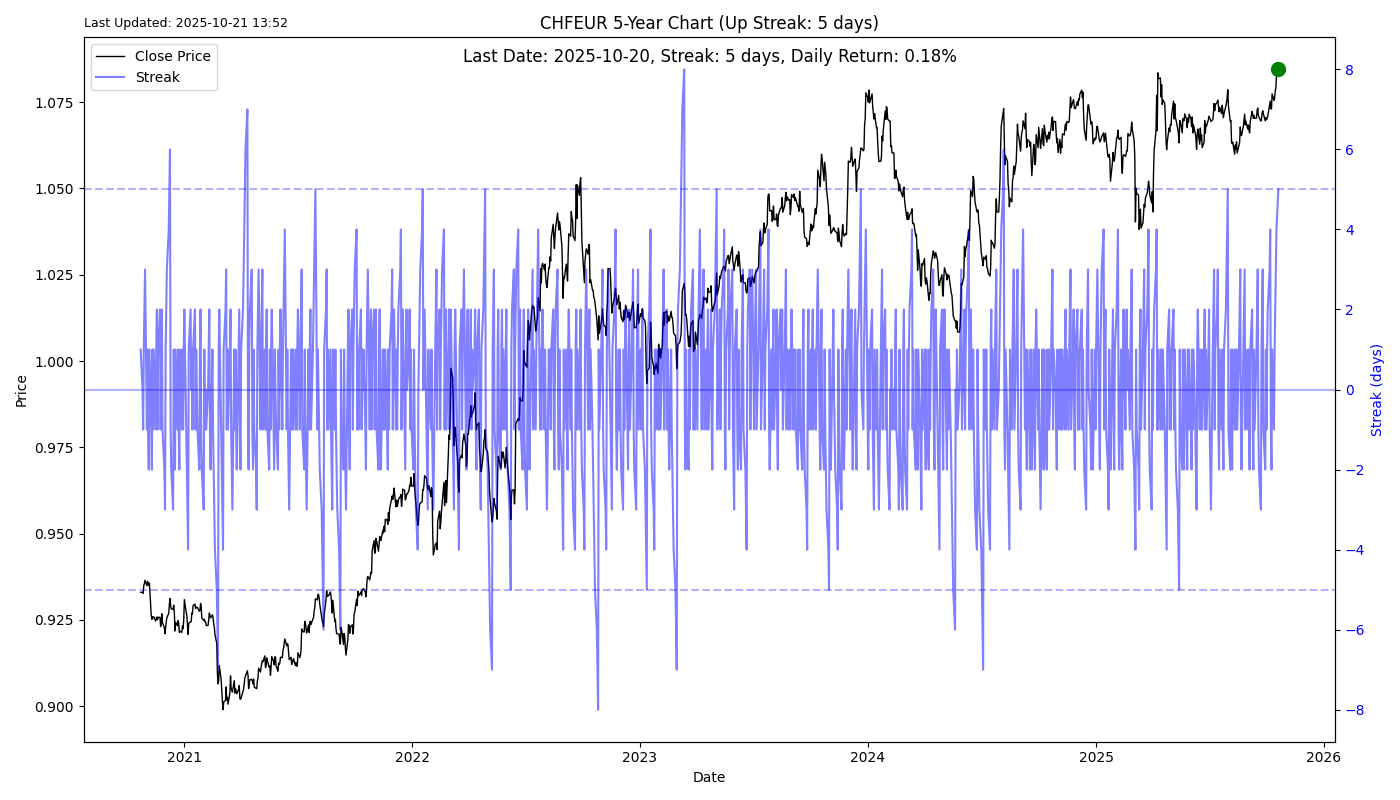 Last Updated: 2025-10-21 13:52
CHFEUR 5-Year Chart (Up Streak: 5 days)
Last Date: 2025-10-20, Streak: 5 days, Daily Return: 0.18%
Close Price
Streak
1.075
1.050
1.025
1.000
0.975
0.950
0.925
0.900
Price
8
6
4
2
0
−2
−4
−6
−8
Streak (days)
2021
2022
2023
2024
2025
2026
Date